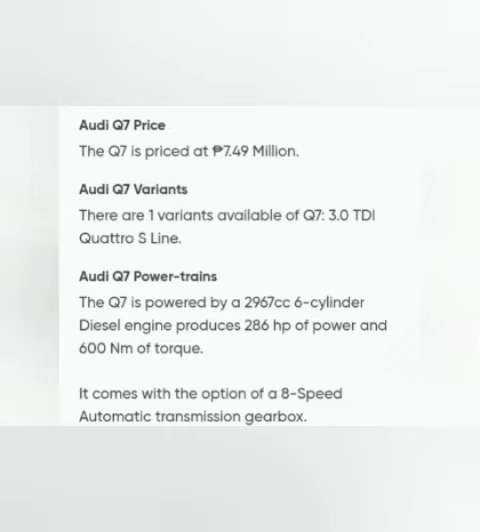 Audi Q7 Price
The Q7 is priced at ₱7.49 Million.
Audi Q7 Variants
There are 1 variants available of Q7: 3.0 TDI
Quattro S Line.
Audi Q7 Power-trains
The Q7 is powered by a 2967cc 6-cylinder
Diesel engine produces 286 hp of power and
600 Nm of torque.
It comes with the option of a 8-Speed
Automatic transmission gearbox.